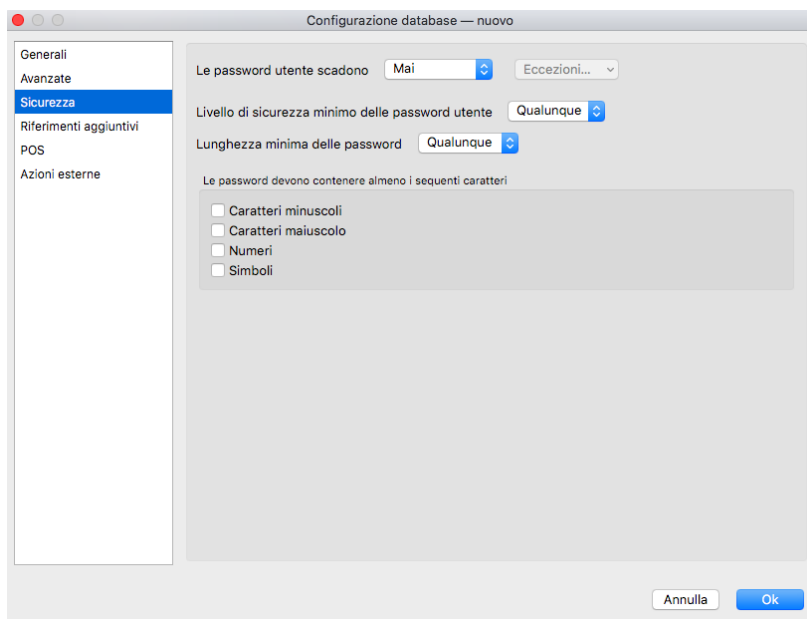 Configurazione database — nuovo
Generali
Avanzate
Sicurezza
Riferimenti aggiuntivi
POS
Azioni esterne
Le password utente scadono Mai Eccezioni...
Livello di sicurezza minimo delle password utente Qualunque
Lunghezza minima delle password Qualunque
Le password devono contenere almeno i sequenti caratteri
Caratteri minuscoli
Caratteri maiuscolo
Numeri
Simboli
Annulla Ok